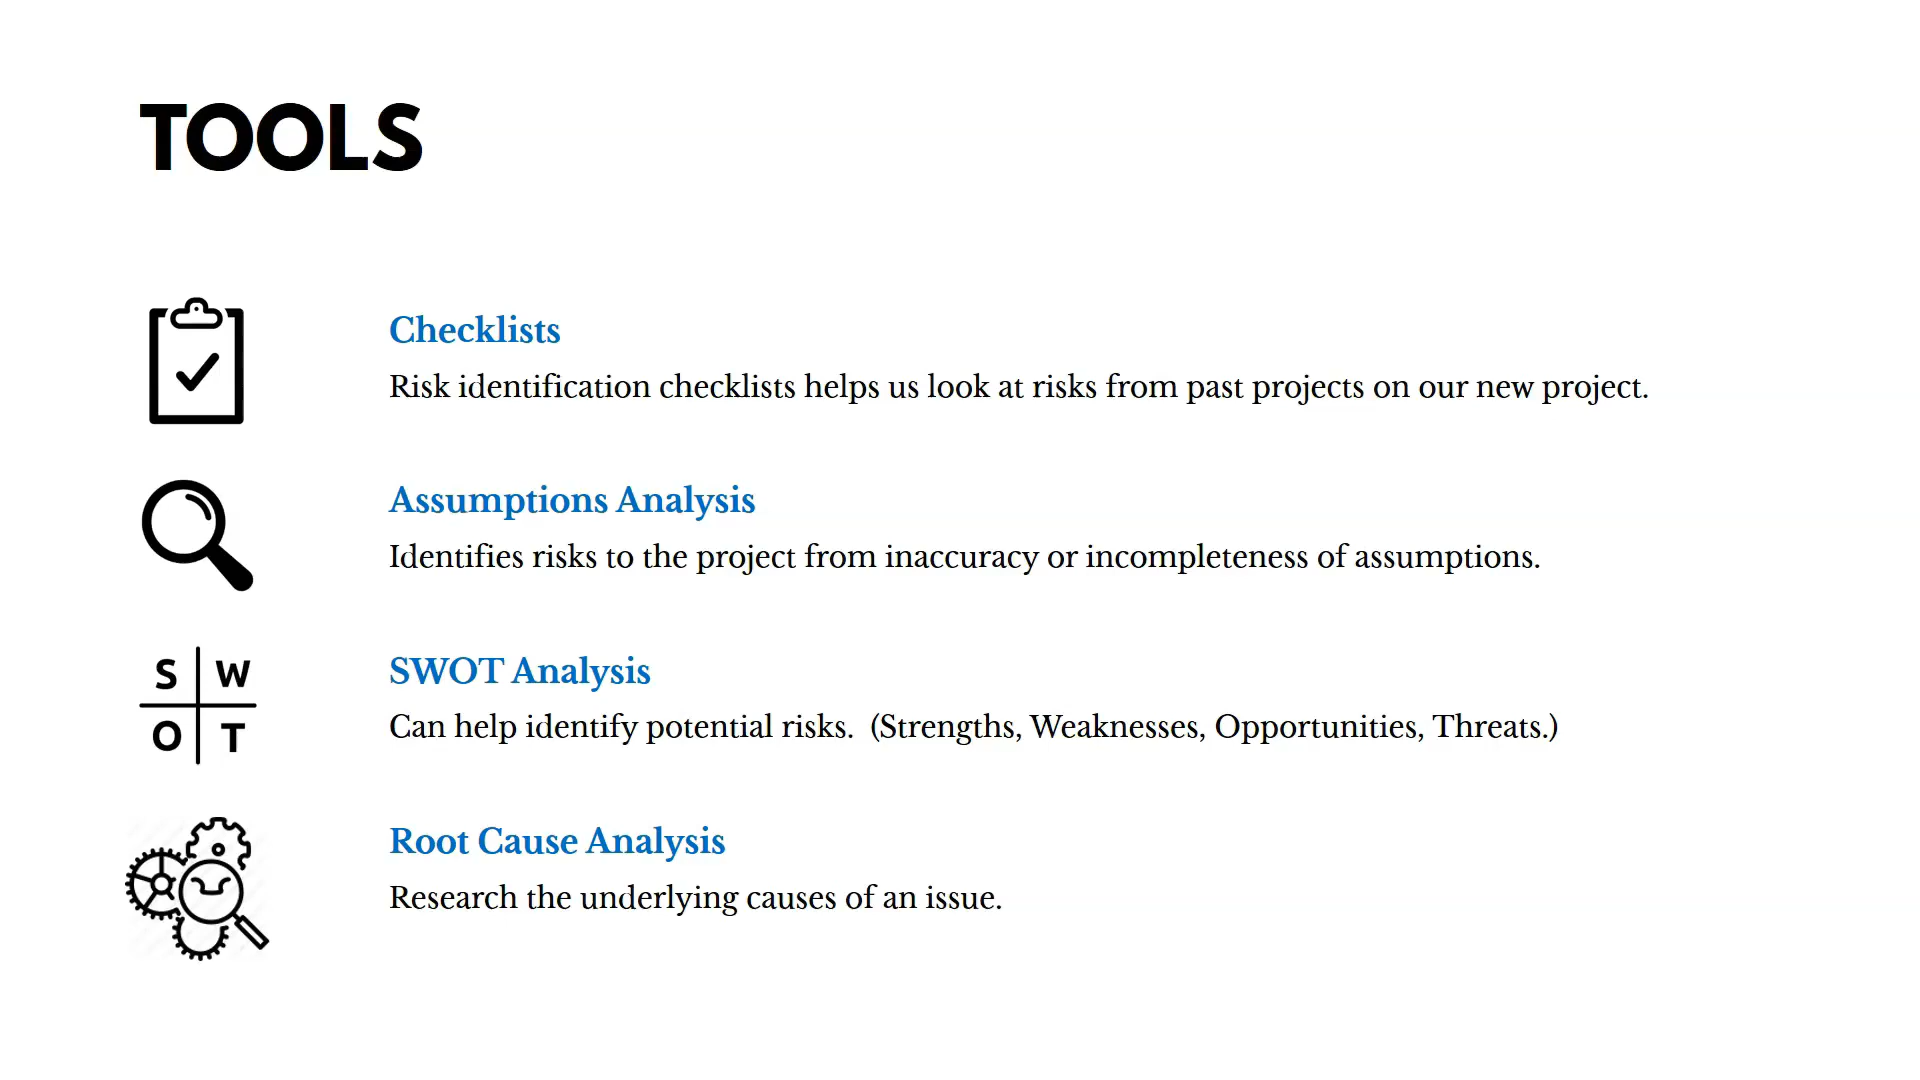 TOOLS
Checklists
Risk identification checklists helps us look at risks from past projects on our new project.
Assumptions Analysis
Identifies risks to the project from inaccuracy or incompleteness of assumptions.
S W
O T
SWOT Analysis
Can help identify potential risks.  (Strengths, Weaknesses, Opportunities, Threats.)
Root Cause Analysis
Research the underlying causes of an issue.